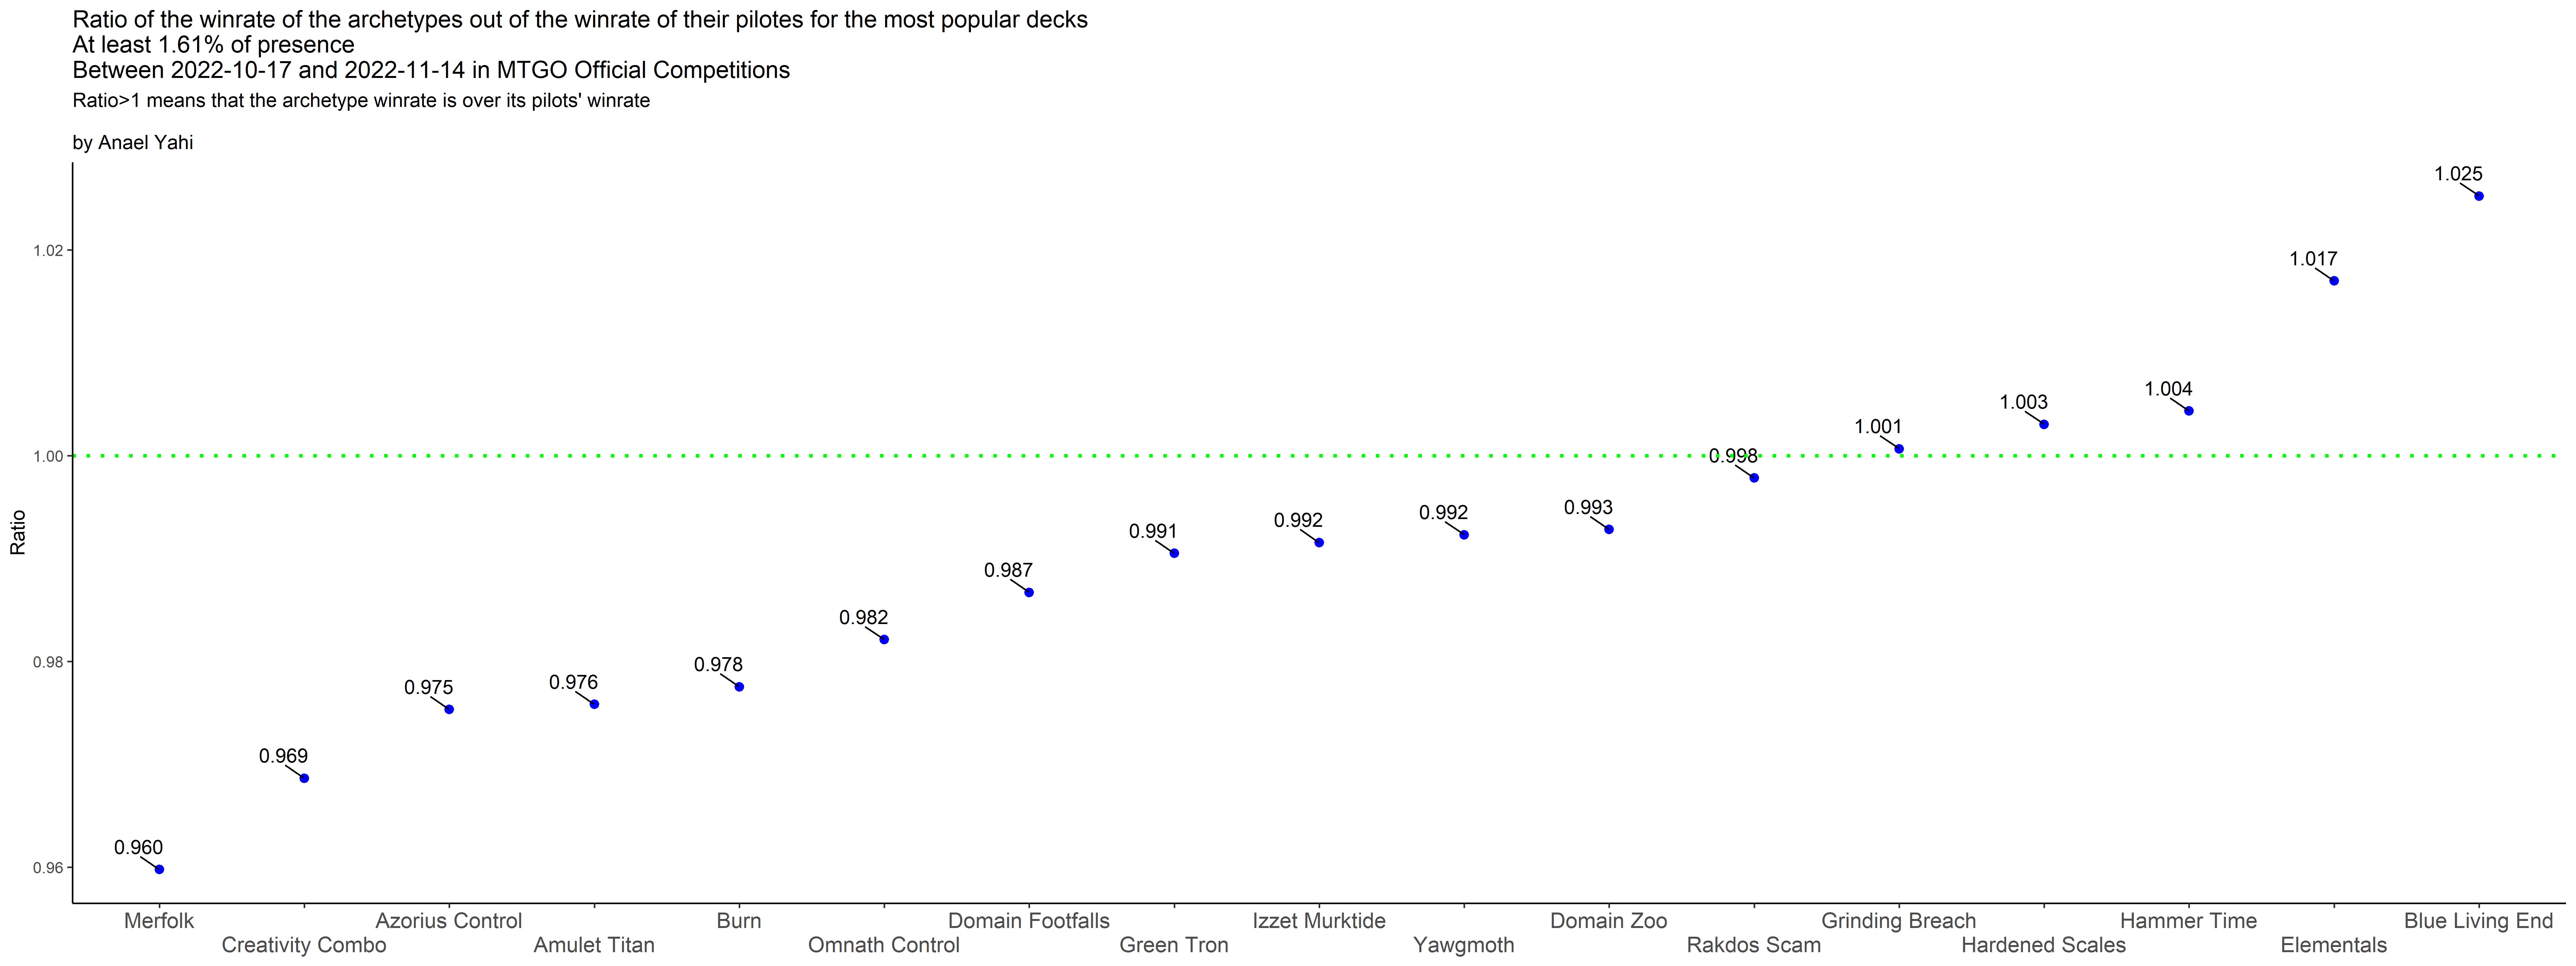 Ratio of the winrate of the archetypes out of the winrate of their pilotes for the most popular decks
At least 1.61% of presence
Between 2022-10-17 and 2022-11-14 in MTGO Official Competitions
Ratio>1 means that the archetype winrate is over its pilots' winrate
by Anael Yahi
1.025
1.02
1.017
1.004
1.003
1.001
1.00
0.998
0.993
0.992
0.992
0.991
Ratio
0.987
0.982
0.98
0.978
0.976
0.975
0.969
0.960
0.96
Merfolk
Creativity Combo
Azorius Control
Amulet Titan
Burn
Omnath Control
Domain Footfalls
Green Tron
Izzet Murktide
Yawgmoth
Domain Zoo
Rakdos Scam
Grinding Breach
Hardened Scales
Hammer Time
Elementals
Blue Living End